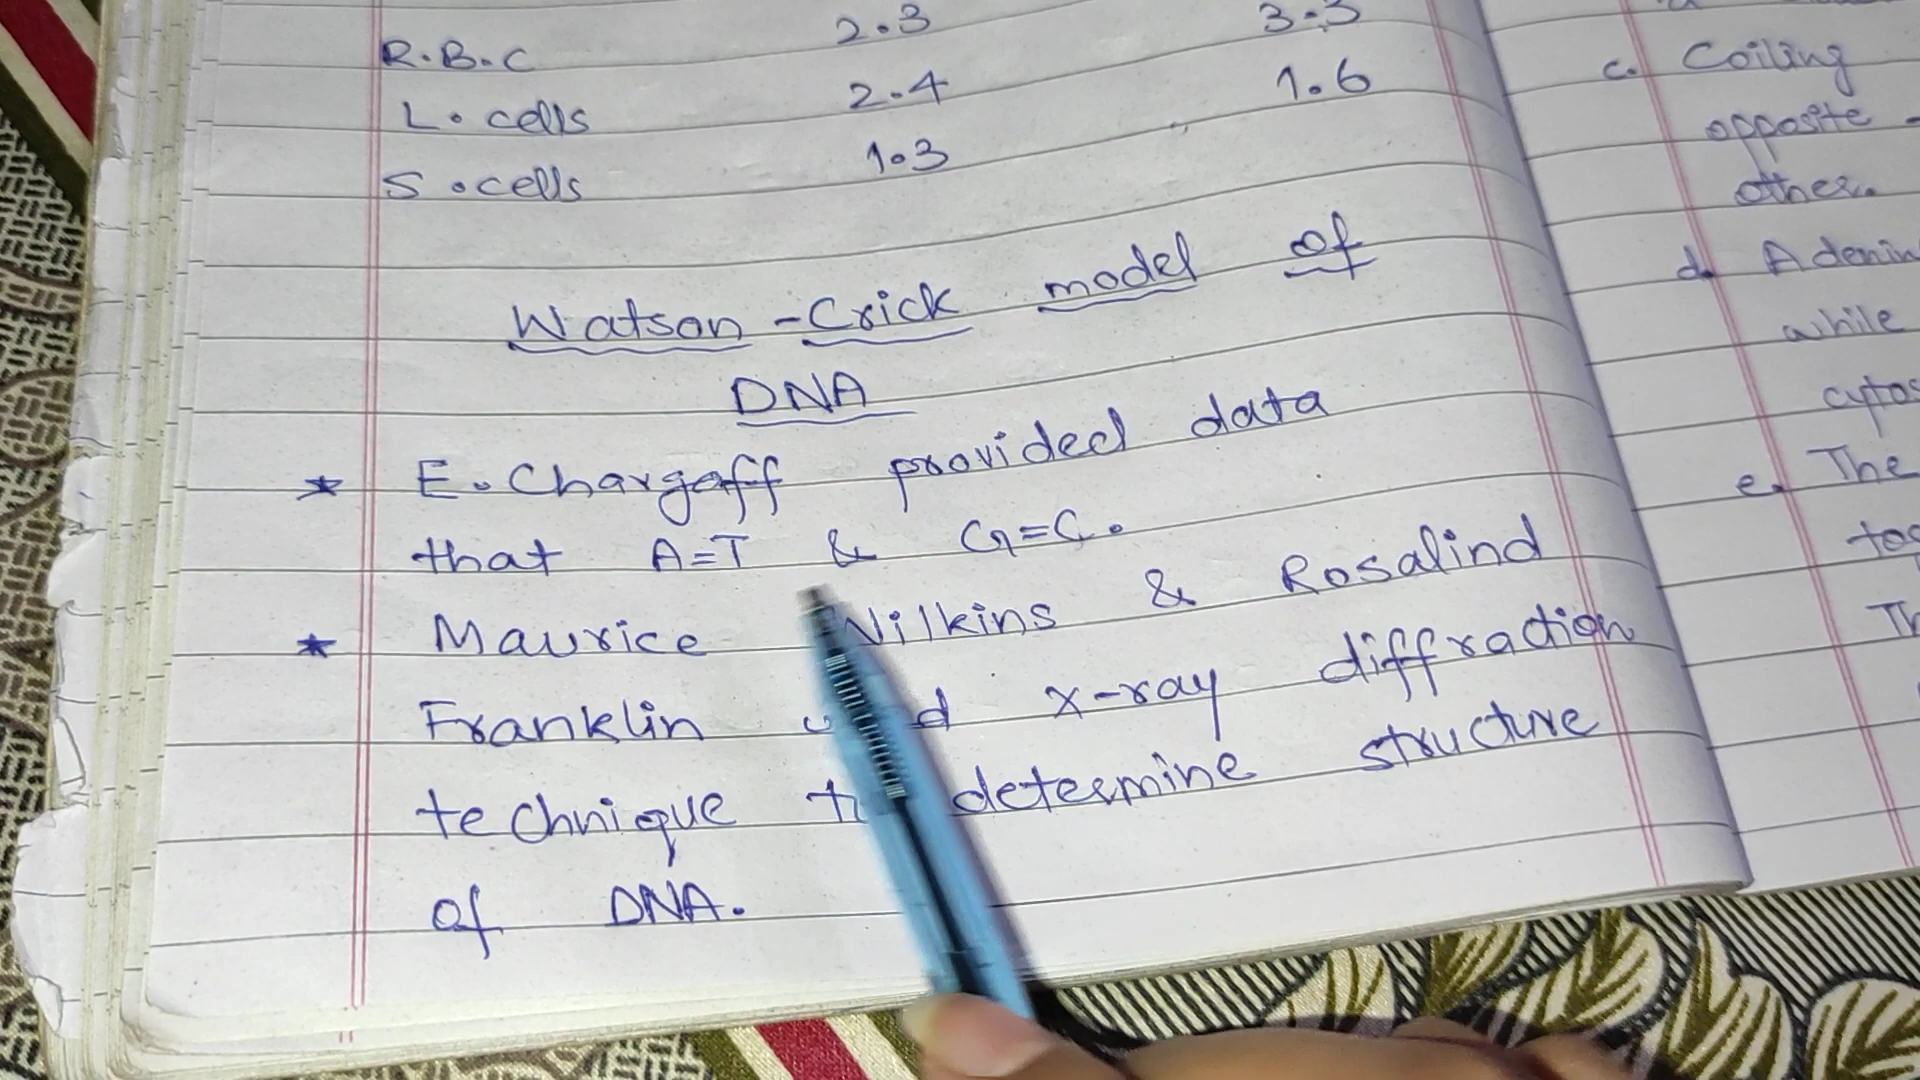 R.B.C 2.3 3.3
L. cells 2.4 1.6
S. cells 1.3
Watson-Crick model of
DNA
* E. Chargaff provided data
that A=T & G=C.
* Maurice Wilkins & Rosalind
Franklin x-ray diffraction
technique determine structure
of DNA.
c. Coiling
opposite
other.
d.
while
e. The